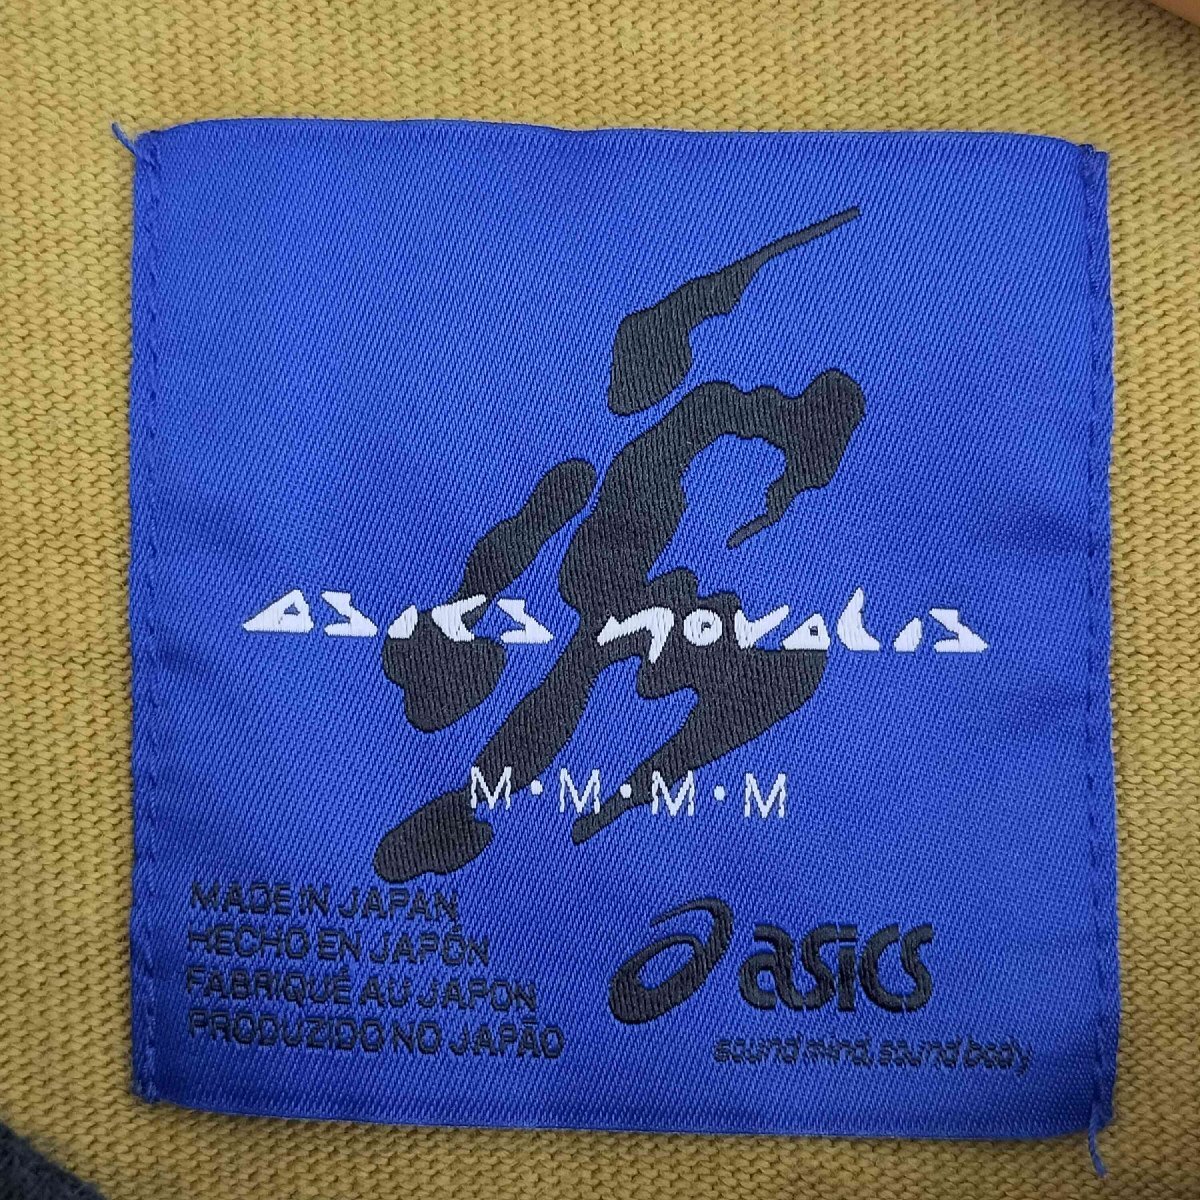 asics novalis
M·M·M·M
MADE IN JAPAN
HECHO EN JAPÓN
FABRIQUÉ AU JAPON
PRODUZIDO NO JAPÃO
asics
sound mind, sound body